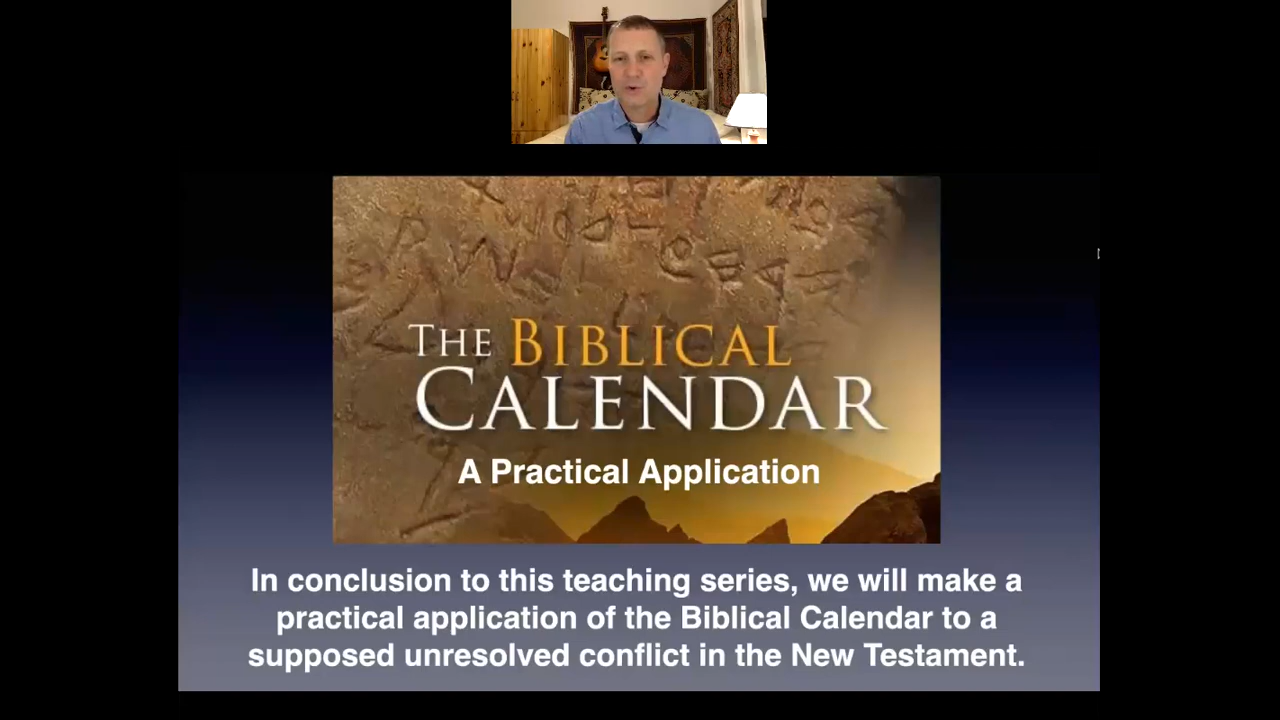 THE BIBLICAL
CALENDAR
A Practical Application
In conclusion to this teaching series, we will make a
practical application of the Biblical Calendar to a
supposed unresolved conflict in the New Testament.